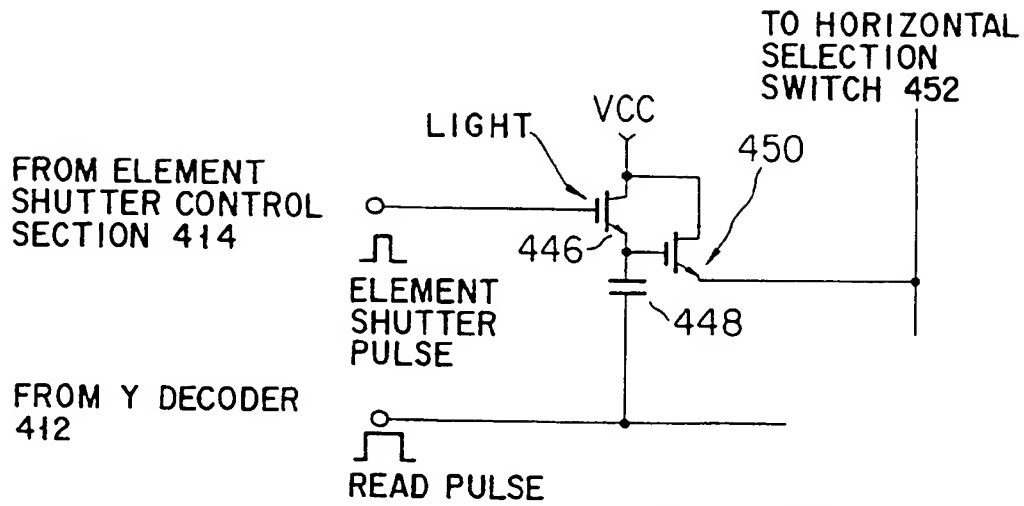 TO HORIZONTAL
SELECTION
SWITCH 452
VCC
LIGHT
450
FROM ELEMENT
SHUTTER CONTROL
SECTION 414
446
ELEMENT
SHUTTER
PULSE
448
FROM Y DECODER
412
READ PULSE